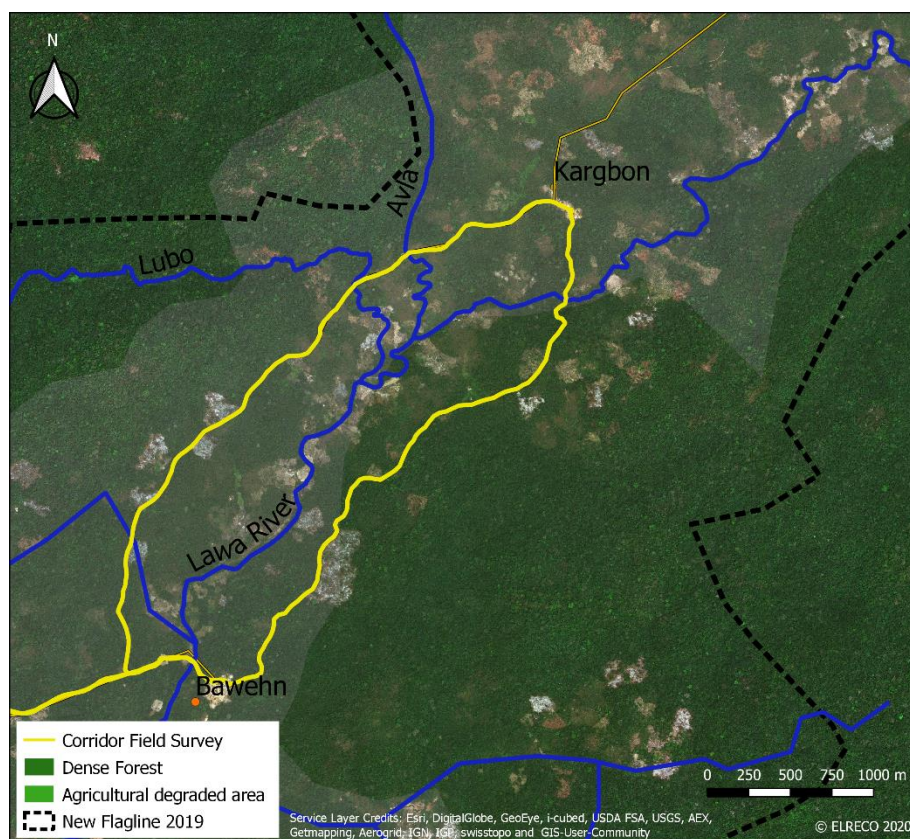 N
Kargbon
Avla
Lubo
Lawa River
Bawehn
Corridor Field Survey
Dense Forest
Agricultural degraded area
New Flagline 2019
0 250 500 750 1000 m
Service Layer Credits: Esri, DigitalGlobe, GeoEye, i-cubed, USDA FSA, USGS, AEX,
Getmapping, Aerogrid, IGN, IGP, swisstopo and GIS-User-Community
© ELRECO 2020